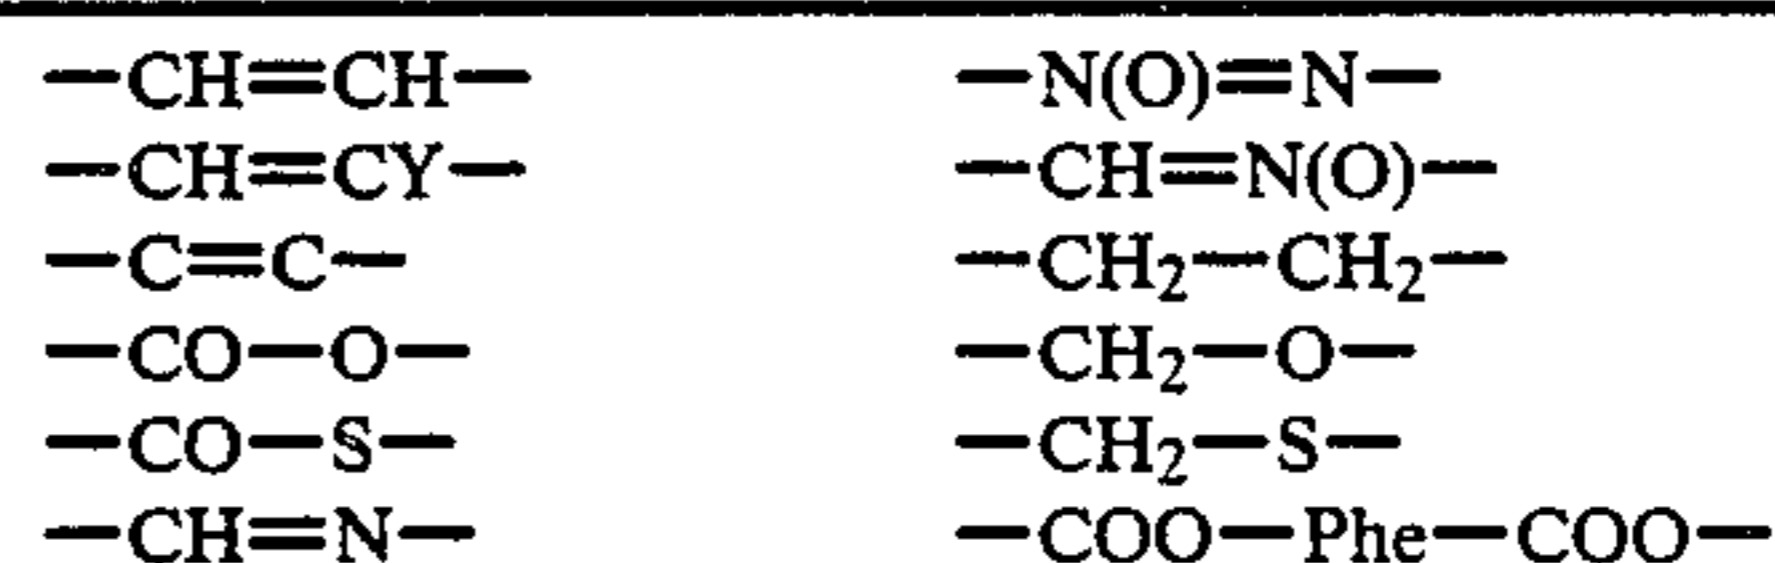 —CH=CH— —N(O)=N—
—CH=CY— —CH=N(O)—
—C=C— —CH₂—CH₂—
—CO—O— —CH₂—O—
—CO—S— —CH₂—S—
—CH=N— —COO—Phe—COO—